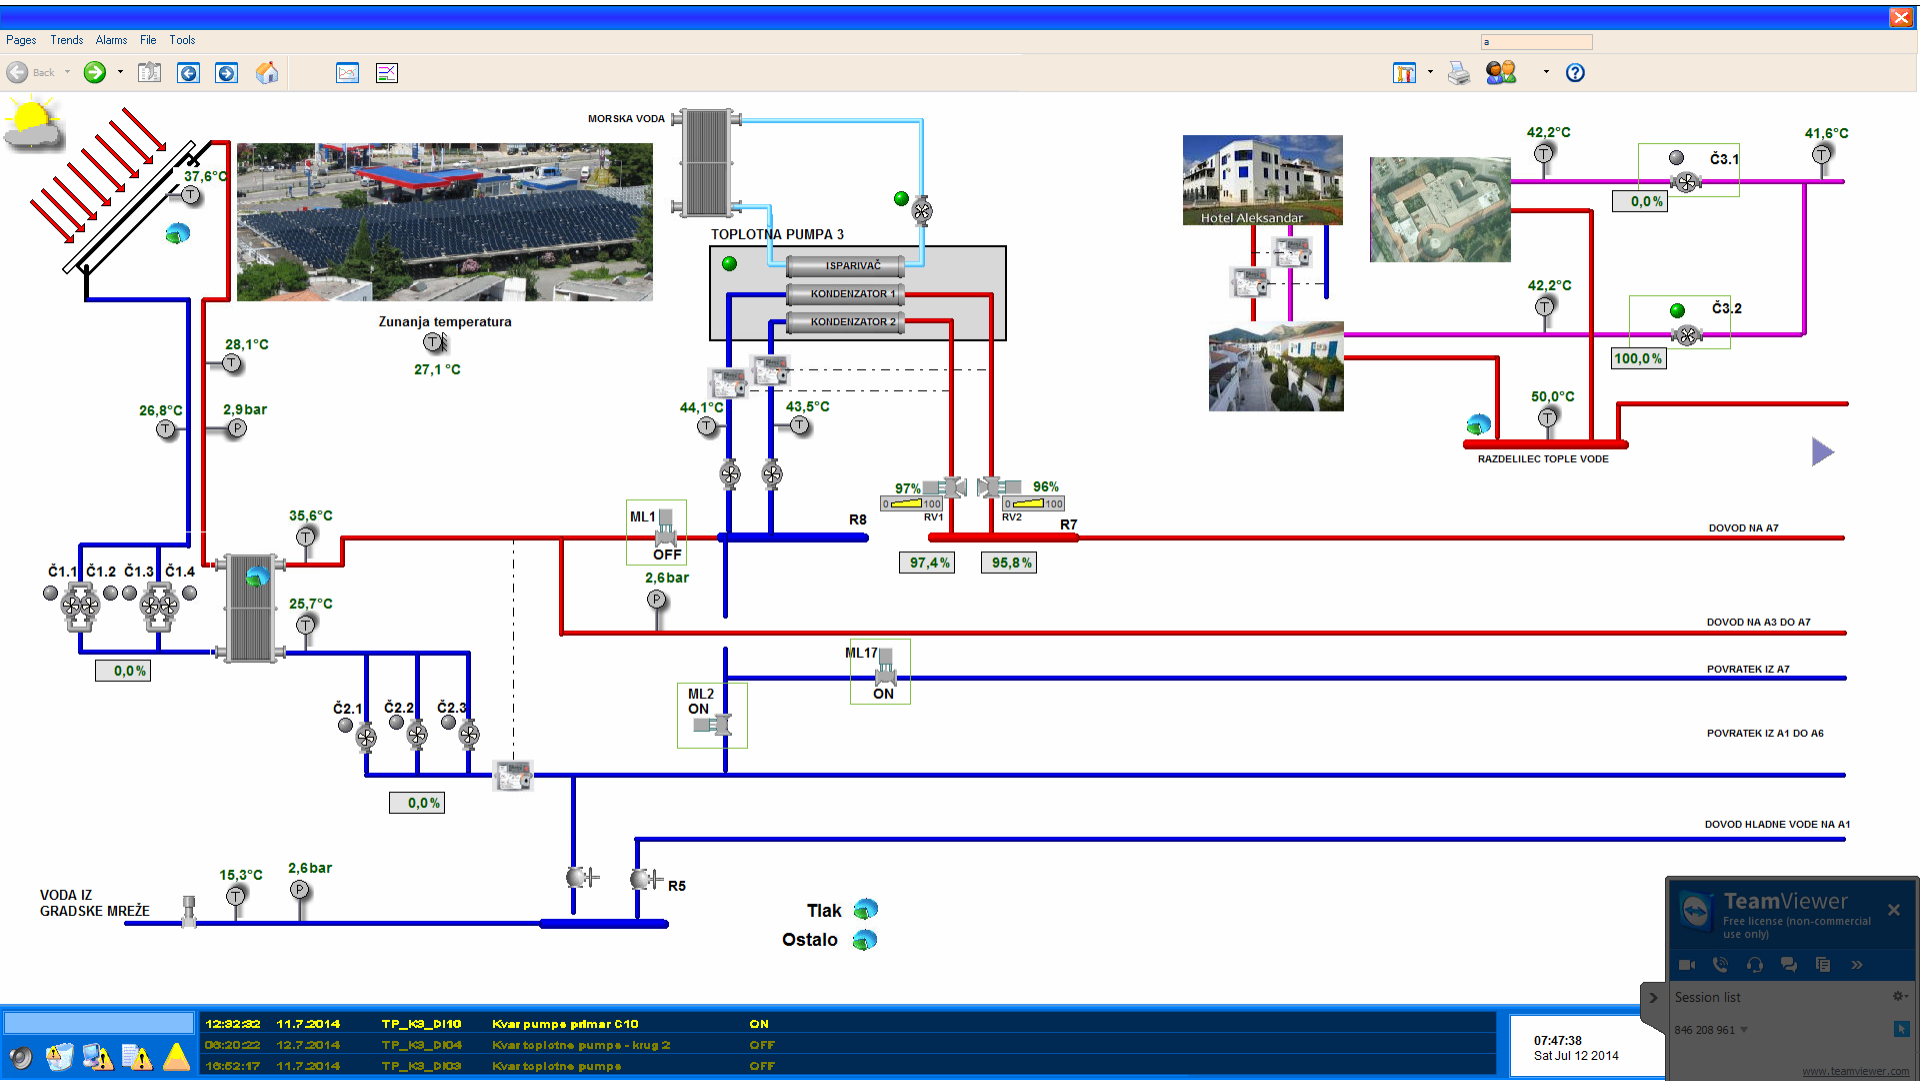 Pages Trends Alarms File Tools
a
Back
MORSKA VODA
42,2°C
41,6°C
Č3.1
37,6°C
T
T
T
0,0%
Hotel Aleksandar
TOPLOTNA PUMPA 3
ISPARIVAČ
KONDENZATOR 1
KONDENZATOR 2
42,2°C
T
Č3.2
100,0%
Zunanja temperatura
T
27,1 °C
28,1°C
T
26,8°C
T
2,9bar
P
44,1°C
T
43,5°C
T
50,0°C
T
RAZDELILEC TOPLE VODE
97%
0 100
RV1
96%
0 100
RV2
35,6°C
T
ML1
OFF
R8
R7
DOVOD NA A7
97,4%
95,8%
Č1.1 Č1.2 Č1.3 Č1.4
2,6bar
P
25,7°C
T
DOVOD NA A3 DO A7
0,0%
ML17
ON
POVRATEK IZ A7
ML2
ON
Č2.1 Č2.2 Č2.3
POVRATEK IZ A1 DO A6
0,0%
DOVOD HLADNE VODE NA A1
15,3°C
T
2,6bar
P
R5
VODA IZ
GRADSKE MREŽE
Tlak
Ostalo
TeamViewer
Free license (non-commercial
use only)
Session list
846 208 961
www.teamviewer.com
12:32:32 11.7.2014 TP_K3_DI10 Kvar pumpe primar C10 ON
06:20:22 12.7.2014 TP_K3_DI04 Kvar toplotne pumpe - krug 2 OFF
16:52:17 11.7.2014 TP_K3_DI03 Kvar toplotne pumpe OFF
07:47:38
Sat Jul 12 2014